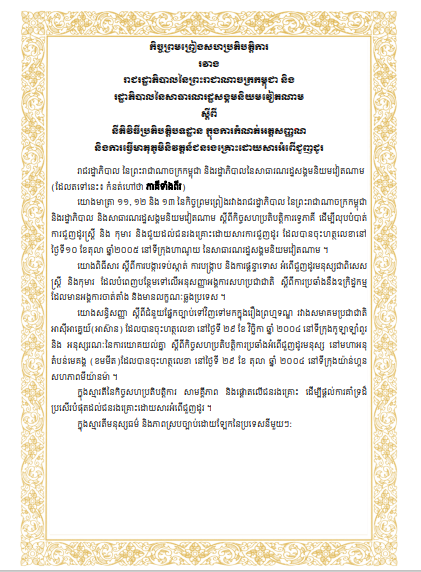 កិច្ចព្រមព្រៀងសហប្រតិបត្តិការ
រវាង
រាជរដ្ឋាភិបាលនៃព្រះរាជាណាចក្រកម្ពុជា និង
រដ្ឋាភិបាលនៃសាធារណរដ្ឋសង្គមនិយមវៀតណាម
ស្តីពី
នីតិវិធីប្រតិបត្តិបទដ្ឋាន ក្នុងការកំណត់អត្តសញ្ញាណ
និងការធ្វើមាតុភូមិនិវត្តន៍ជនរងគ្រោះដោយសារអំពើជួញដូរ
រាជរដ្ឋាភិបាល នៃព្រះរាជាណាចក្រកម្ពុជា និងរដ្ឋាភិបាលនៃសាធារណរដ្ឋសង្គមនិយមវៀតណាម
(ដែលតទៅនេះ កំនត់ហៅថា ភាគីទាំងពីរ)
យោងមាត្រា ១១, ១២ និង ១៣ នៃកិច្ចព្រមព្រៀងរវាងរាជរដ្ឋាភិបាល នៃព្រះរាជាណាចក្រកម្ពុជា
និងរដ្ឋាភិបាល និងសាធារណរដ្ឋសង្គមនិយមវៀតណាម ស្តីពីកិច្ចសហប្រតិបត្តិការទ្វេភាគី ដើម្បីលុបបំបាត់
ការជួញដូរស្ត្រី និង កុមារ និងជួយដល់ជនរងគ្រោះដោយសារការជួញដូរ ដែលបានចុះហត្ថលេខានៅ
ថ្ងៃទី១០ ខែតុលា ឆ្នាំ២០០៥ នៅទីក្រុងហាណូយ នៃសាធារណរដ្ឋសង្គមនិយមវៀតណាម ។
យោងពិធីសារ ស្តីពីការបង្ការទប់ស្កាត់ ការបង្ក្រាប និងការផ្តន្ទាទោស អំពើជួញដូរមនុស្សជាពិសេស
ស្ត្រី និងកុមារ ដែលបំពេញបន្ថែមទៅលើអនុសញ្ញាអង្គការសហប្រជាជាតិ ស្តីពីការប្រឆាំងនឹងឧក្រិដ្ឋកម្ម
ដែលមានអង្គការចាត់តាំង និងមានលក្ខណៈឆ្លងប្រទេស ។
យោងសន្ធិសញ្ញា ស្តីពីជំនួយផ្នែកច្បាប់ទៅវិញទៅមកក្នុងរឿងព្រហ្មទណ្ឌ រវាងសមាគមប្រជាជាតិ
អាស៊ីអាគ្នេយ៍(អាស៊ាន) ដែលបានចុះហត្ថលេខា នៅថ្ងៃទី ២៩ ខែ វិច្ឆិកា ឆ្នាំ ២០០៤ នៅទីក្រុងកូឡាឡាំពួរ
និង អនុស្សរណៈនៃការយោគយល់គ្នា ស្តីពីកិច្ចសហប្រតិបត្តិការប្រឆាំងអំពើជួញដូរមនុស្ស នៅមហាអនុ
តំបន់មេគង្គ (ខមមីត)ដែលបានចុះហត្ថលេខា នៅថ្ងៃទី ២៩ ខែ តុលា ឆ្នាំ ២០០៤ នៅទីក្រុងយ៉ាន់ហ្គូន
សហភាពមីយ៉ាន់ម៉ា ។
ក្នុងស្មារតីនៃកិច្ចសហប្រតិបត្តិការ សាមគ្គីភាព និងផ្តោតលើជនរងគ្រោះ ដើម្បីផ្តល់ការគាំទ្រដ៏
ប្រសើរបំផុតដល់ជនរងគ្រោះដោយសារអំពើជួញដូរ ។
ក្នុងស្មារតីមនុស្សធម៌ និងភាពស្របច្បាប់ដោយឡែកនៃប្រទេសនីមួយៗ: